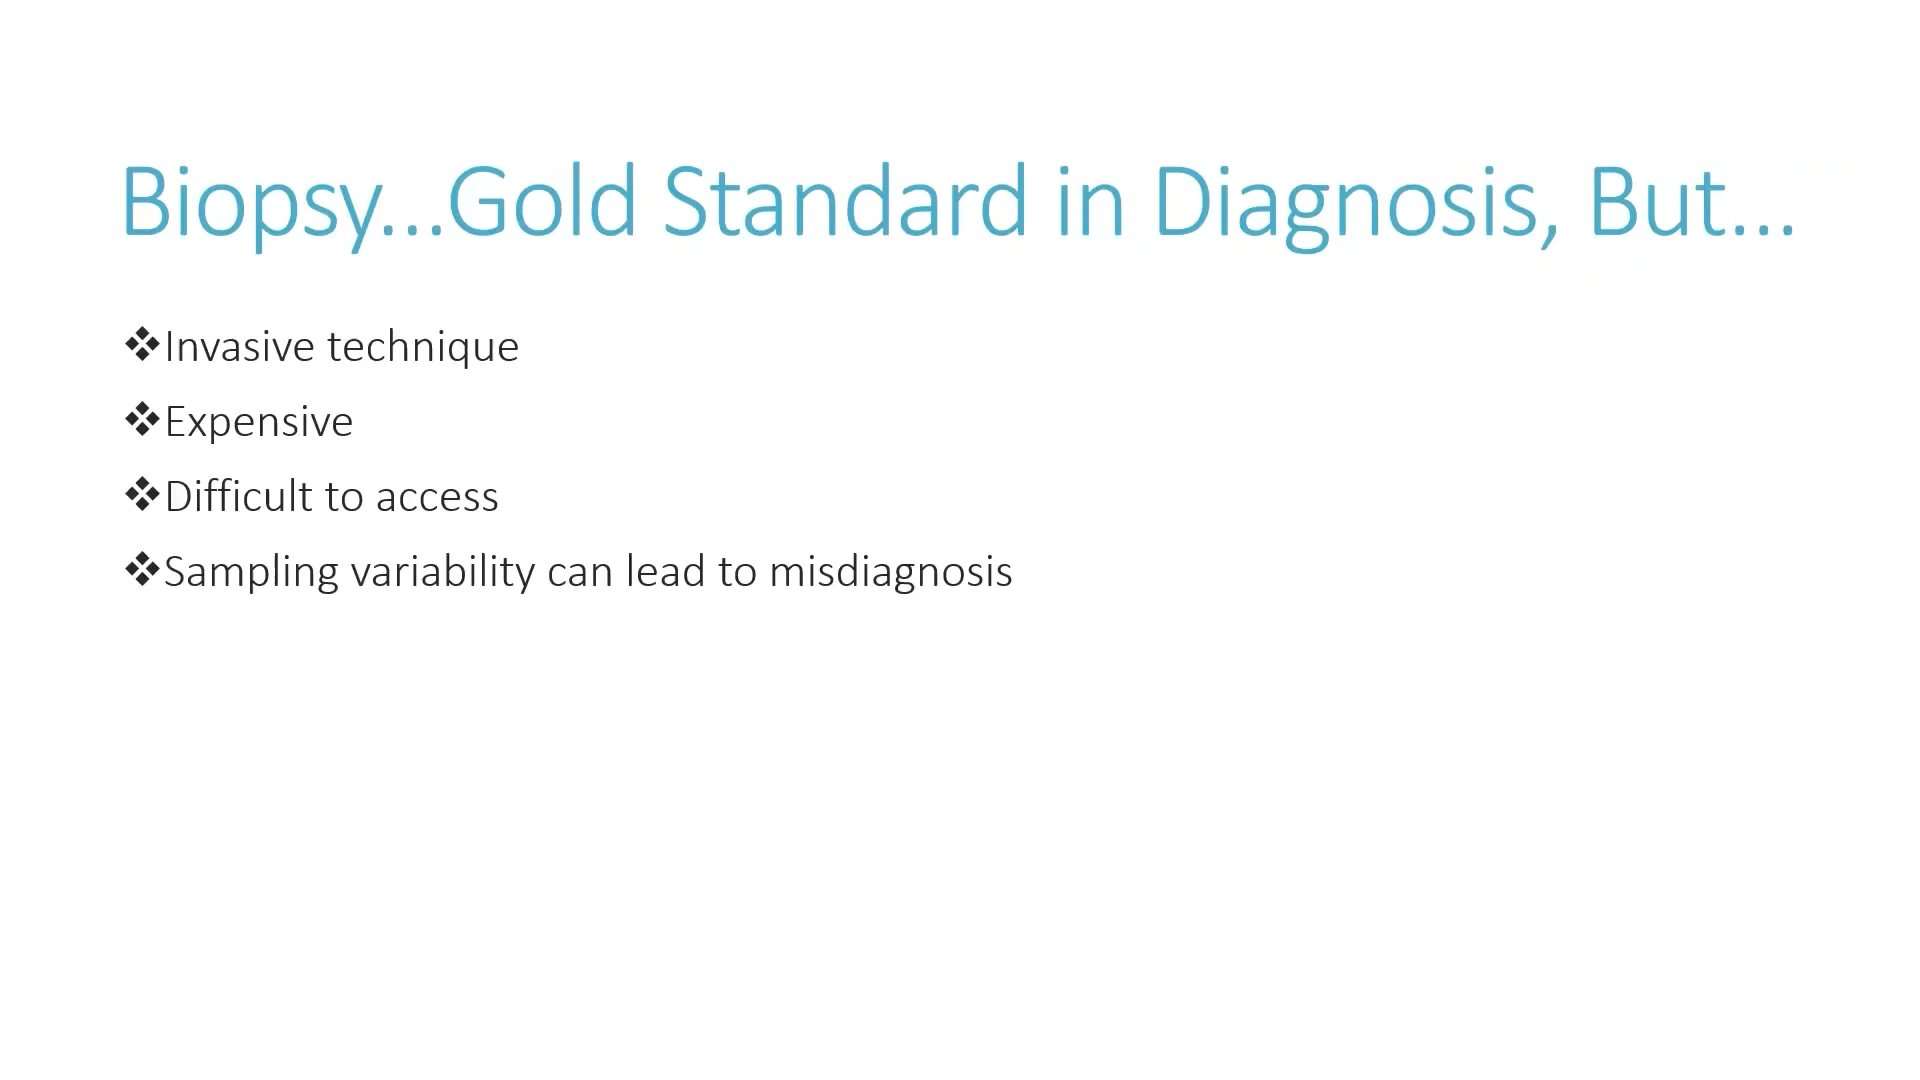 Biopsy...Gold Standard in Diagnosis, But...
❖Invasive technique
❖Expensive
❖Difficult to access
❖Sampling variability can lead to misdiagnosis